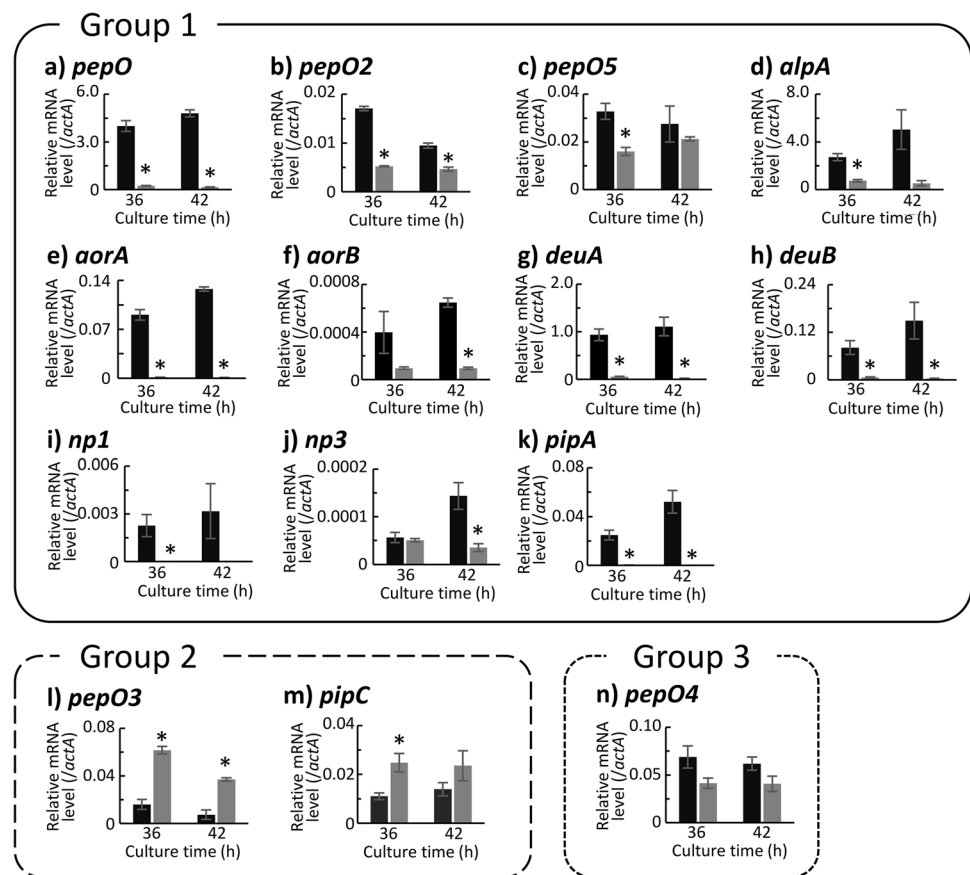 Group 1
a) pepO
Relative mRNA
level (/actA)
6.0
3.0
0
*
*
36
42
Culture time (h)
b) pepO2
Relative mRNA
level (/actA)
0.02
0.01
0
*
*
36
42
Culture time (h)
c) pepO5
Relative mRNA
level (/actA)
0.04
0.02
0
*
36
42
Culture time (h)
d) alpA
Relative mRNA
level (/actA)
8.0
4.0
0
*
36
42
Culture time (h)
e) aorA
Relative mRNA
level (/actA)
0.14
0.07
0
*
*
36
42
Culture time (h)
f) aorB
Relative mRNA
level (/actA)
0.0008
0.0004
0
*
36
42
Culture time (h)
g) deuA
Relative mRNA
level (/actA)
2.0
1.0
0
*
*
36
42
Culture time (h)
h) deuB
Relative mRNA
level (/actA)
0.24
0.12
0
*
*
36
42
Culture time (h)
i) np1
Relative mRNA
level (/actA)
0.006
0.003
0
*
36
42
Culture time (h)
j) np3
Relative mRNA
level (/actA)
0.0002
0.0001
0
*
36
42
Culture time (h)
k) pipA
Relative mRNA
level (/actA)
0.08
0.04
0
*
*
36
42
Culture time (h)
Group 2
l) pepO3
Relative mRNA
level (/actA)
0.08
0.04
0
*
*
36
42
Culture time (h)
m) pipC
Relative mRNA
level (/actA)
0.04
0.02
0
*
36
42
Culture time (h)
Group 3
n) pepO4
Relative mRNA
level (/actA)
0.10
0.05
0
36
42
Culture time (h)